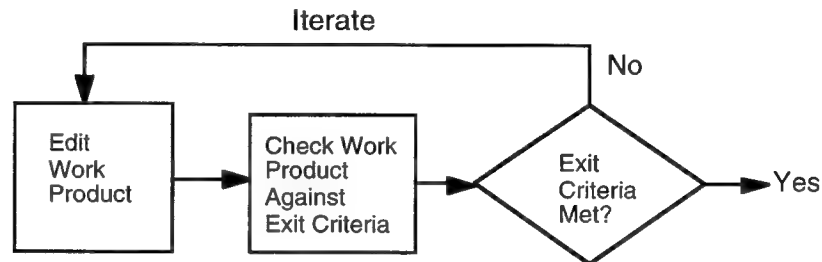 Iterate
No
Edit
Work
Product
Check Work
Product
Against
Exit Criteria
Exit
Criteria
Met?
Yes